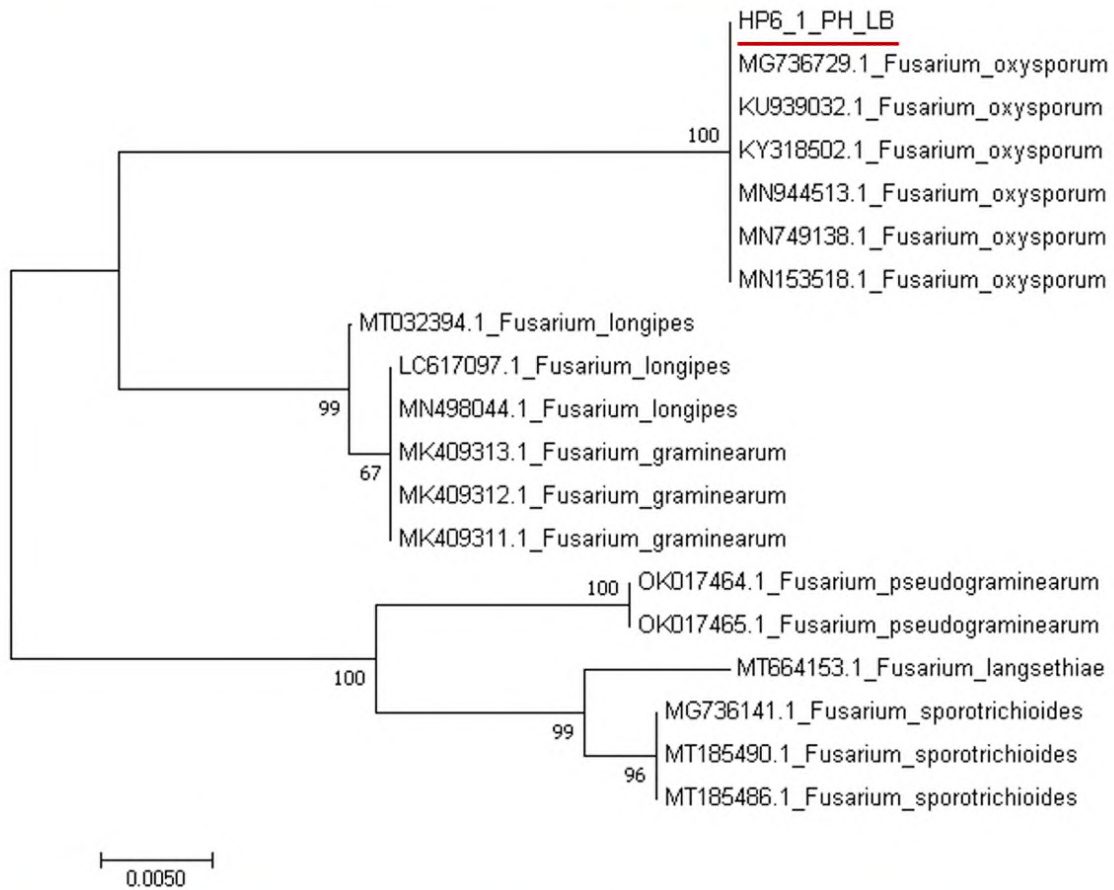 HP6_1_PH_LB
MG736729.1_Fusarium_oxysporum
KU939032.1_Fusarium_oxysporum
100
KY318502.1_Fusarium_oxysporum
MN944513.1_Fusarium_oxysporum
MN749138.1_Fusarium_oxysporum
MN153518.1_Fusarium_oxysporum
MT032394.1_Fusarium_longipes
LC617097.1_Fusarium_longipes
99
MN498044.1_Fusarium_longipes
MK409313.1_Fusarium_graminearum
67
MK409312.1_Fusarium_graminearum
MK409311.1_Fusarium_graminearum
100
OK017464.1_Fusarium_pseudograminearum
OK017465.1_Fusarium_pseudograminearum
MT664153.1_Fusarium_langsethiae
100
MG736141.1_Fusarium_sporotrichioides
99
MT185490.1_Fusarium_sporotrichioides
96
MT185486.1_Fusarium_sporotrichioides
0.0050